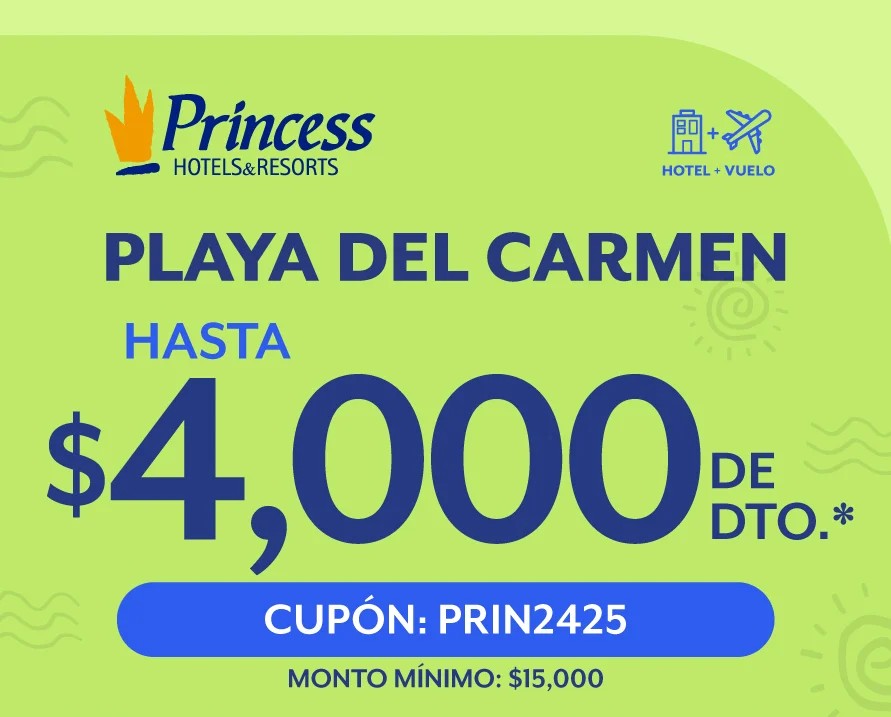 Princess
HOTELS&RESORTS
HOTEL + VUELO
PLAYA DEL CARMEN
HASTA
$4,000 DE DTO.*
CUPÓN: PRIN2425
MONTO MÍNIMO: $15,000